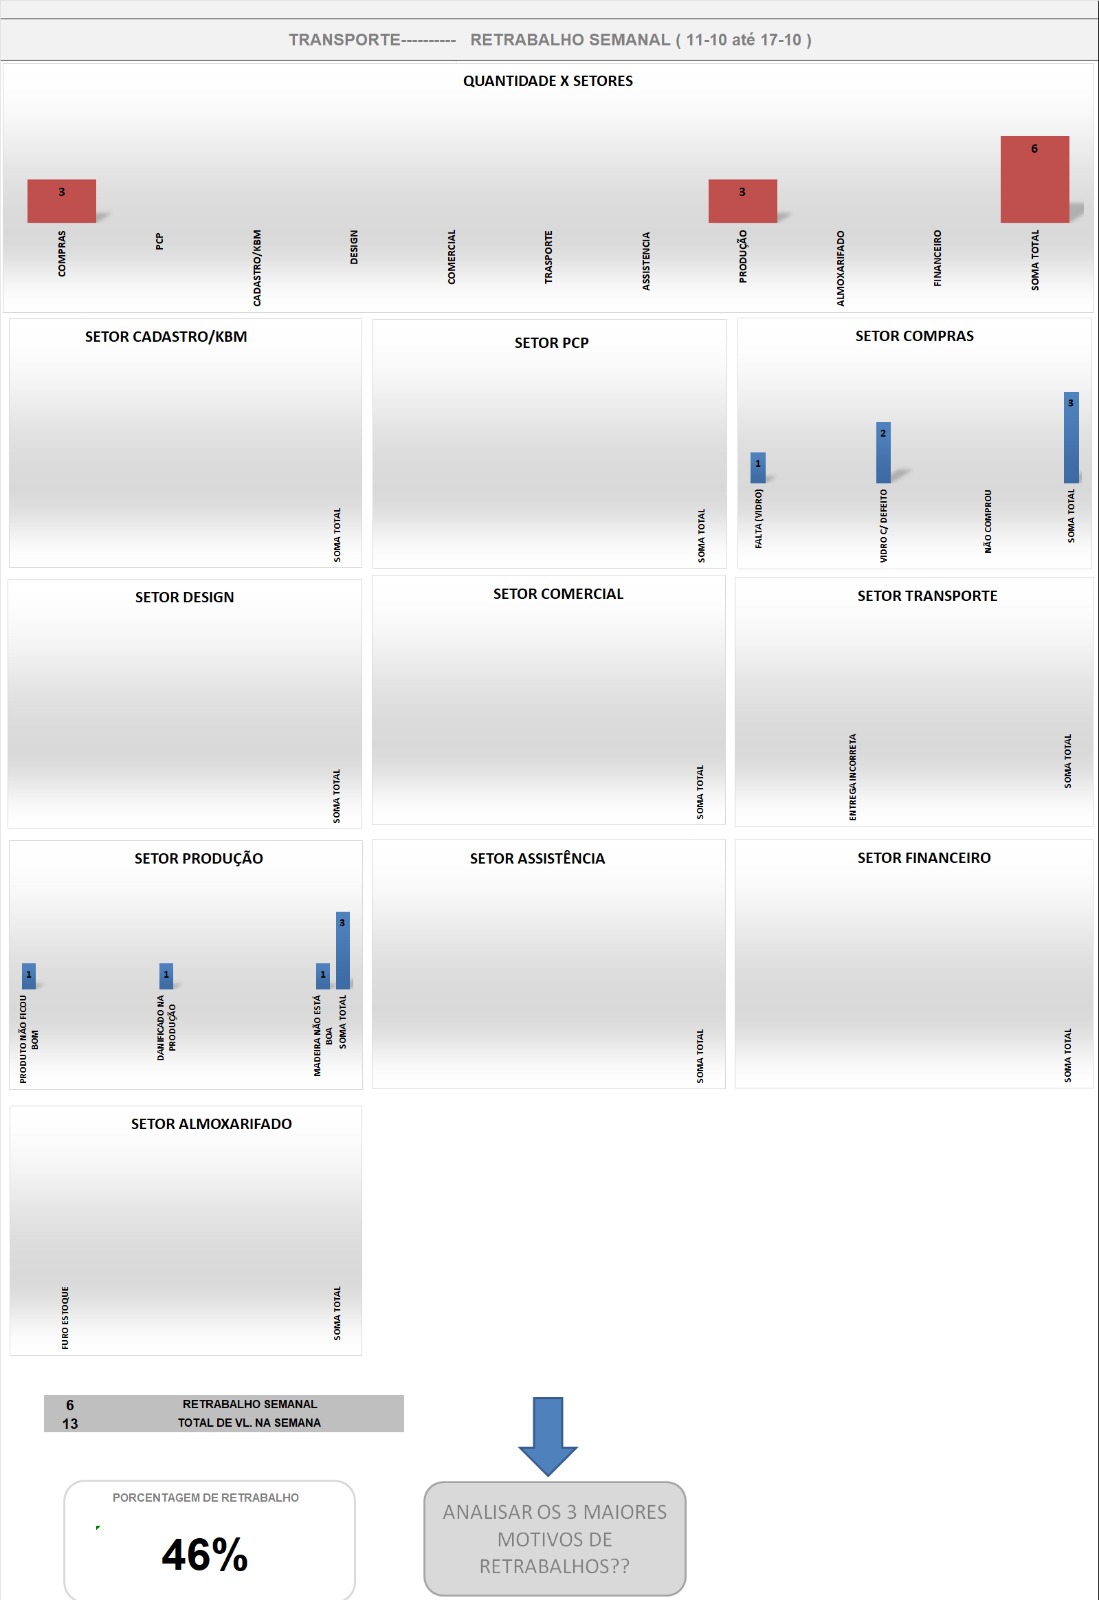 TRANSPORTE---------- RETRABALHO SEMANAL ( 11-10 até 17-10 )
QUANTIDADE X SETORES
3
3
6
COMPRAS
PCP
CADASTRO/KBM
DESIGN
COMERCIAL
TRASPORTE
ASSISTENCIA
PRODUÇÃO
ALMOXARIFADO
FINANCEIRO
SOMA TOTAL
SETOR CADASTRO/KBM
SOMA TOTAL
SETOR PCP
SOMA TOTAL
SETOR COMPRAS
1
2
3
FALTA (VIDRO)
VIDRO C/ DEFEITO
NÃO COMPROU
SOMA TOTAL
SETOR DESIGN
SOMA TOTAL
SETOR COMERCIAL
SOMA TOTAL
SETOR TRANSPORTE
ENTREGA INCORRETA
SOMA TOTAL
SETOR PRODUÇÃO
1
1
1
3
PRODUTO NÃO FICOU
BOM
DANIFICADO NA
PRODUÇÃO
MADEIRA NÃO ESTÁ
BOA
SOMA TOTAL
SETOR ASSISTÊNCIA
SOMA TOTAL
SETOR FINANCEIRO
SOMA TOTAL
SETOR ALMOXARIFADO
FURO ESTOQUE
SOMA TOTAL
6 RETRABALHO SEMANAL
13 TOTAL DE VL. NA SEMANA
PORCENTAGEM DE RETRABALHO
46%
ANALISAR OS 3 MAIORES
MOTIVOS DE
RETRABALHOS??